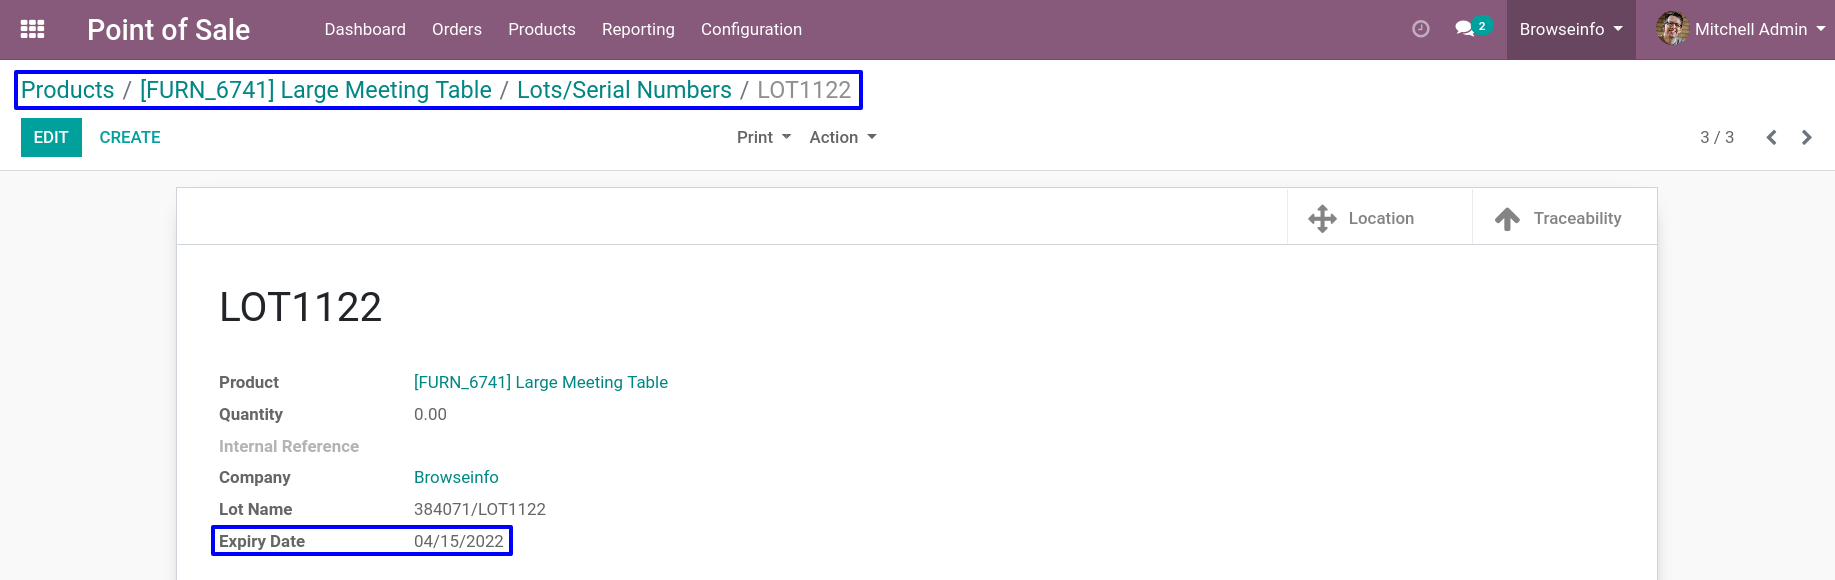 Point of Sale Dashboard Orders Products Reporting Configuration 2 Browseinfo Mitchell Admin
Products / [FURN_6741] Large Meeting Table / Lots/Serial Numbers / LOT1122
EDIT CREATE Print Action 3 / 3
Location Traceability
LOT1122
Product [FURN_6741] Large Meeting Table
Quantity 0.00
Internal Reference
Company Browseinfo
Lot Name 384071/LOT1122
Expiry Date 04/15/2022